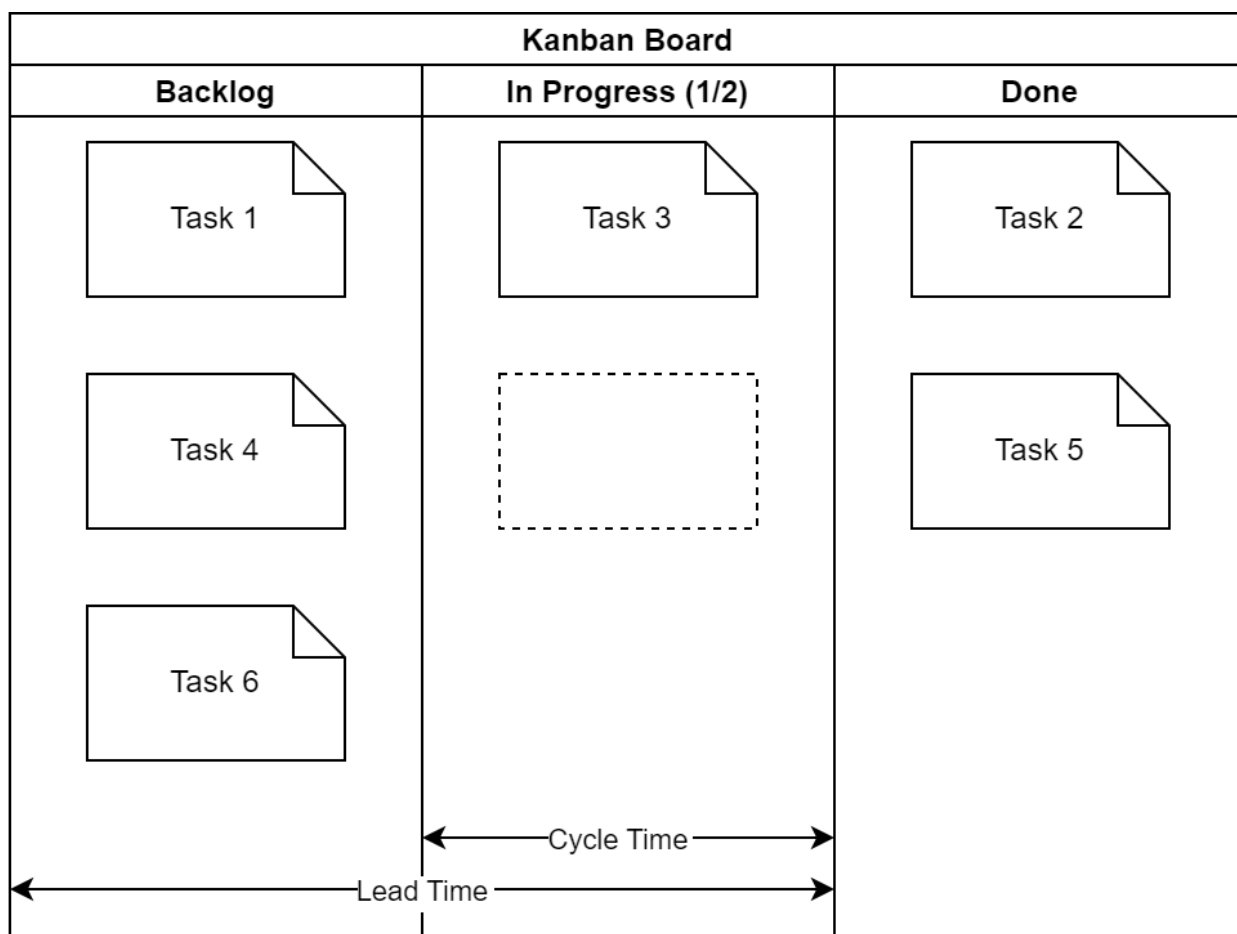 Kanban Board
Backlog
In Progress (1/2)
Done
Task 1
Task 3
Task 2
Task 4
Task 5
Task 6
Cycle Time
Lead Time